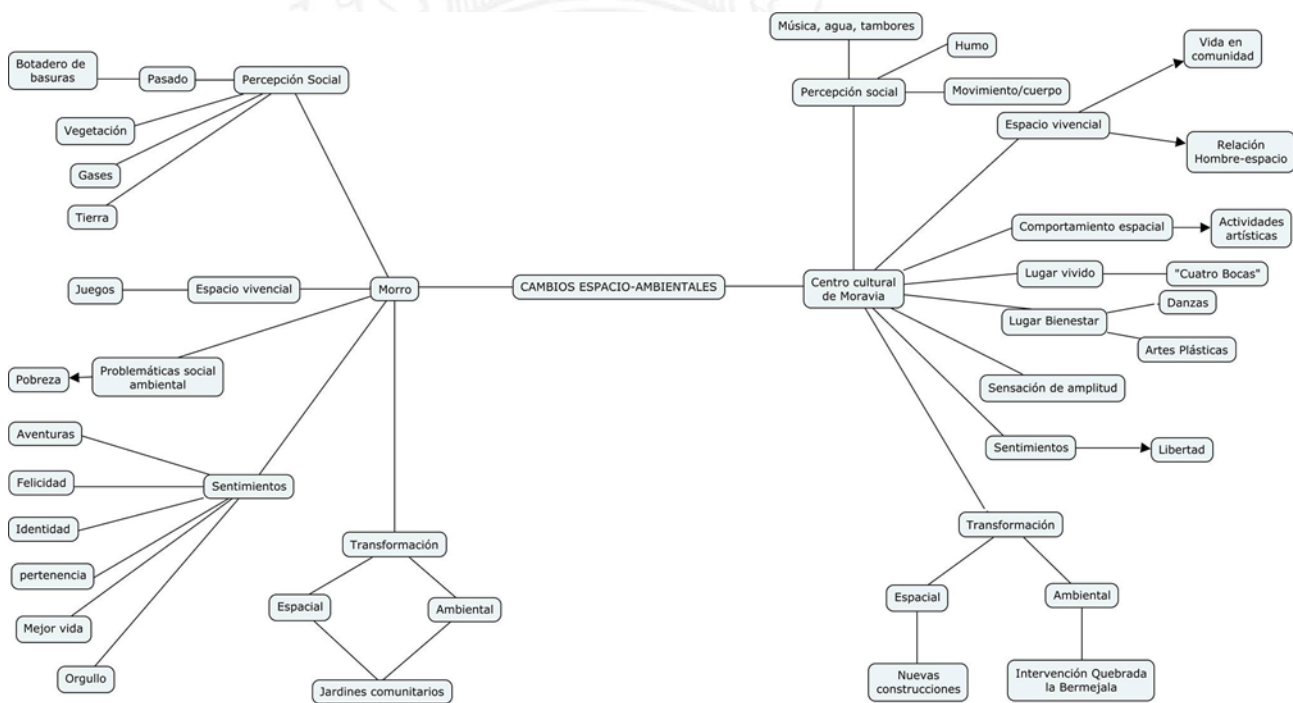 Botadero de
basuras
Pasado
Percepción Social
Vegetación
Gases
Tierra
Juegos
Espacio vivencial
Morro
Problemáticas social
ambiental
Pobreza
Aventuras
Felicidad
Identidad
pertenencia
Mejor vida
Orgullo
Sentimientos
Transformación
Espacial
Ambiental
Jardines comunitarios
CAMBIOS ESPACIO-AMBIENTALES
Música, agua, tambores
Humo
Percepción social
Movimiento/cuerpo
Vida en
comunidad
Espacio vivencial
Relación
Hombre-espacio
Comportamiento espacial
Actividades
artísticas
Centro cultural
de Moravia
Lugar vivido
"Cuatro Bocas"
Lugar Bienestar
Danzas
Artes Plásticas
Sensación de amplitud
Sentimientos
Libertad
Transformación
Espacial
Ambiental
Nuevas
construcciones
Intervención Quebrada
la Bermejala